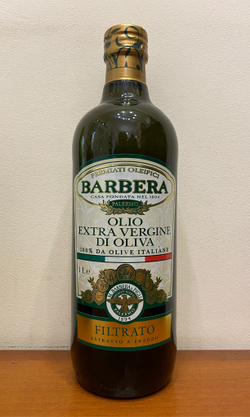 PREMIATI OLEIFICI
BARBERA
CASA FONDATA NEL 1894
PALERMO
OLIO
EXTRA VERGINE
DI OLIVA
100% DA OLIVE ITALIANE
1 L e
1894
FILTRATO
ESTRATTO A FREDDO